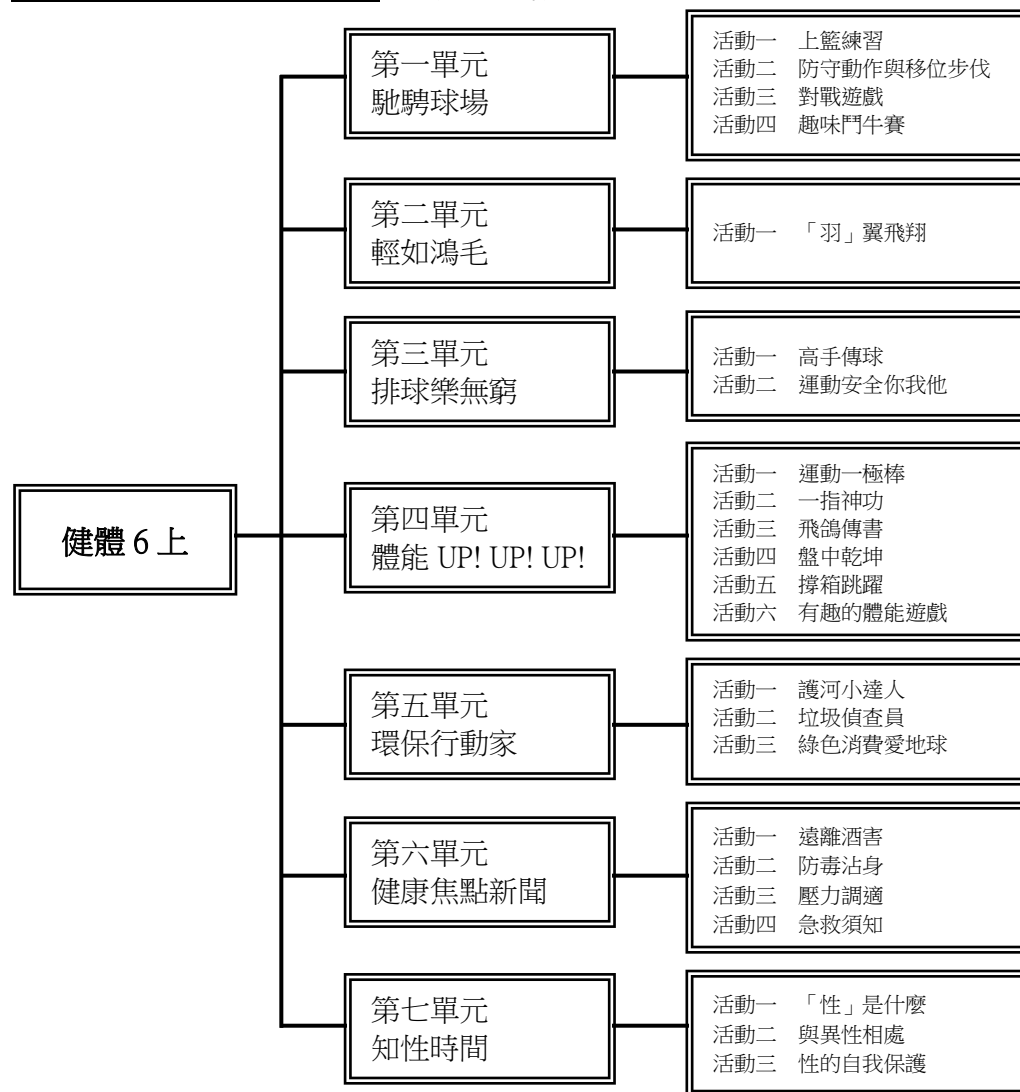 健體 6 上
第一單元
馳騁球場
活動一　上籃練習
活動二　防守動作與移位步伐
活動三　對戰遊戲
活動四　趣味鬥牛賽
第二單元
輕如鴻毛
活動一　「羽」翼飛翔
第三單元
排球樂無窮
活動一　高手傳球
活動二　運動安全你我他
第四單元
體能 UP! UP! UP!
活動一　運動一極棒
活動二　一指神功
活動三　飛鴿傳書
活動四　盤中乾坤
活動五　撐箱跳躍
活動六　有趣的體能遊戲
第五單元
環保行動家
活動一　護河小達人
活動二　垃圾偵查員
活動三　綠色消費愛地球
第六單元
健康焦點新聞
活動一　遠離酒害
活動二　防毒沾身
活動三　壓力調適
活動四　急救須知
第七單元
知性時間
活動一　「性」是什麼
活動二　與異性相處
活動三　性的自我保護